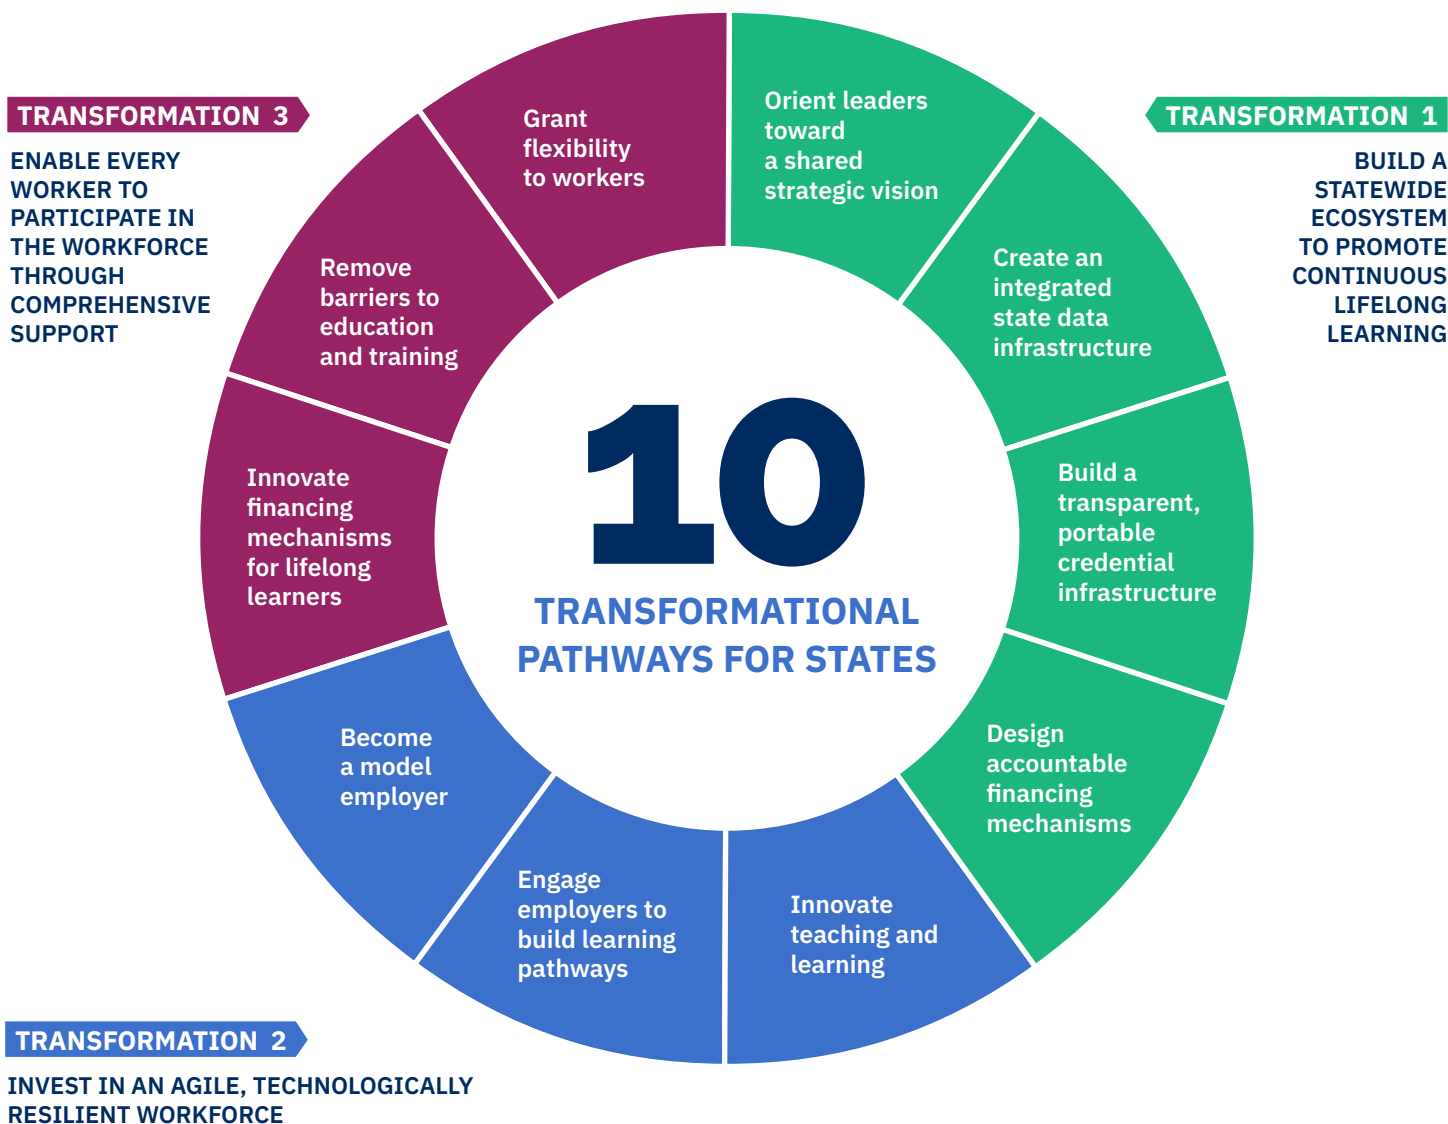 10
TRANSFORMATIONAL
PATHWAYS FOR STATES
TRANSFORMATION 1
BUILD A
STATEWIDE
ECOSYSTEM
TO PROMOTE
CONTINUOUS
LIFELONG
LEARNING
Orient leaders
toward
a shared
strategic vision
Create an
integrated
state data
infrastructure
Build a
transparent,
portable
credential
infrastructure
Design
accountable
financing
mechanisms
TRANSFORMATION 2
INVEST IN AN AGILE, TECHNOLOGICALLY
RESILIENT WORKFORCE
Innovate
teaching and
learning
Engage
employers to
build learning
pathways
Become
a model
employer
TRANSFORMATION 3
ENABLE EVERY
WORKER TO
PARTICIPATE IN
THE WORKFORCE
THROUGH
COMPREHENSIVE
SUPPORT
Innovate
financing
mechanisms
for lifelong
learners
Remove
barriers to
education
and training
Grant
flexibility
to workers